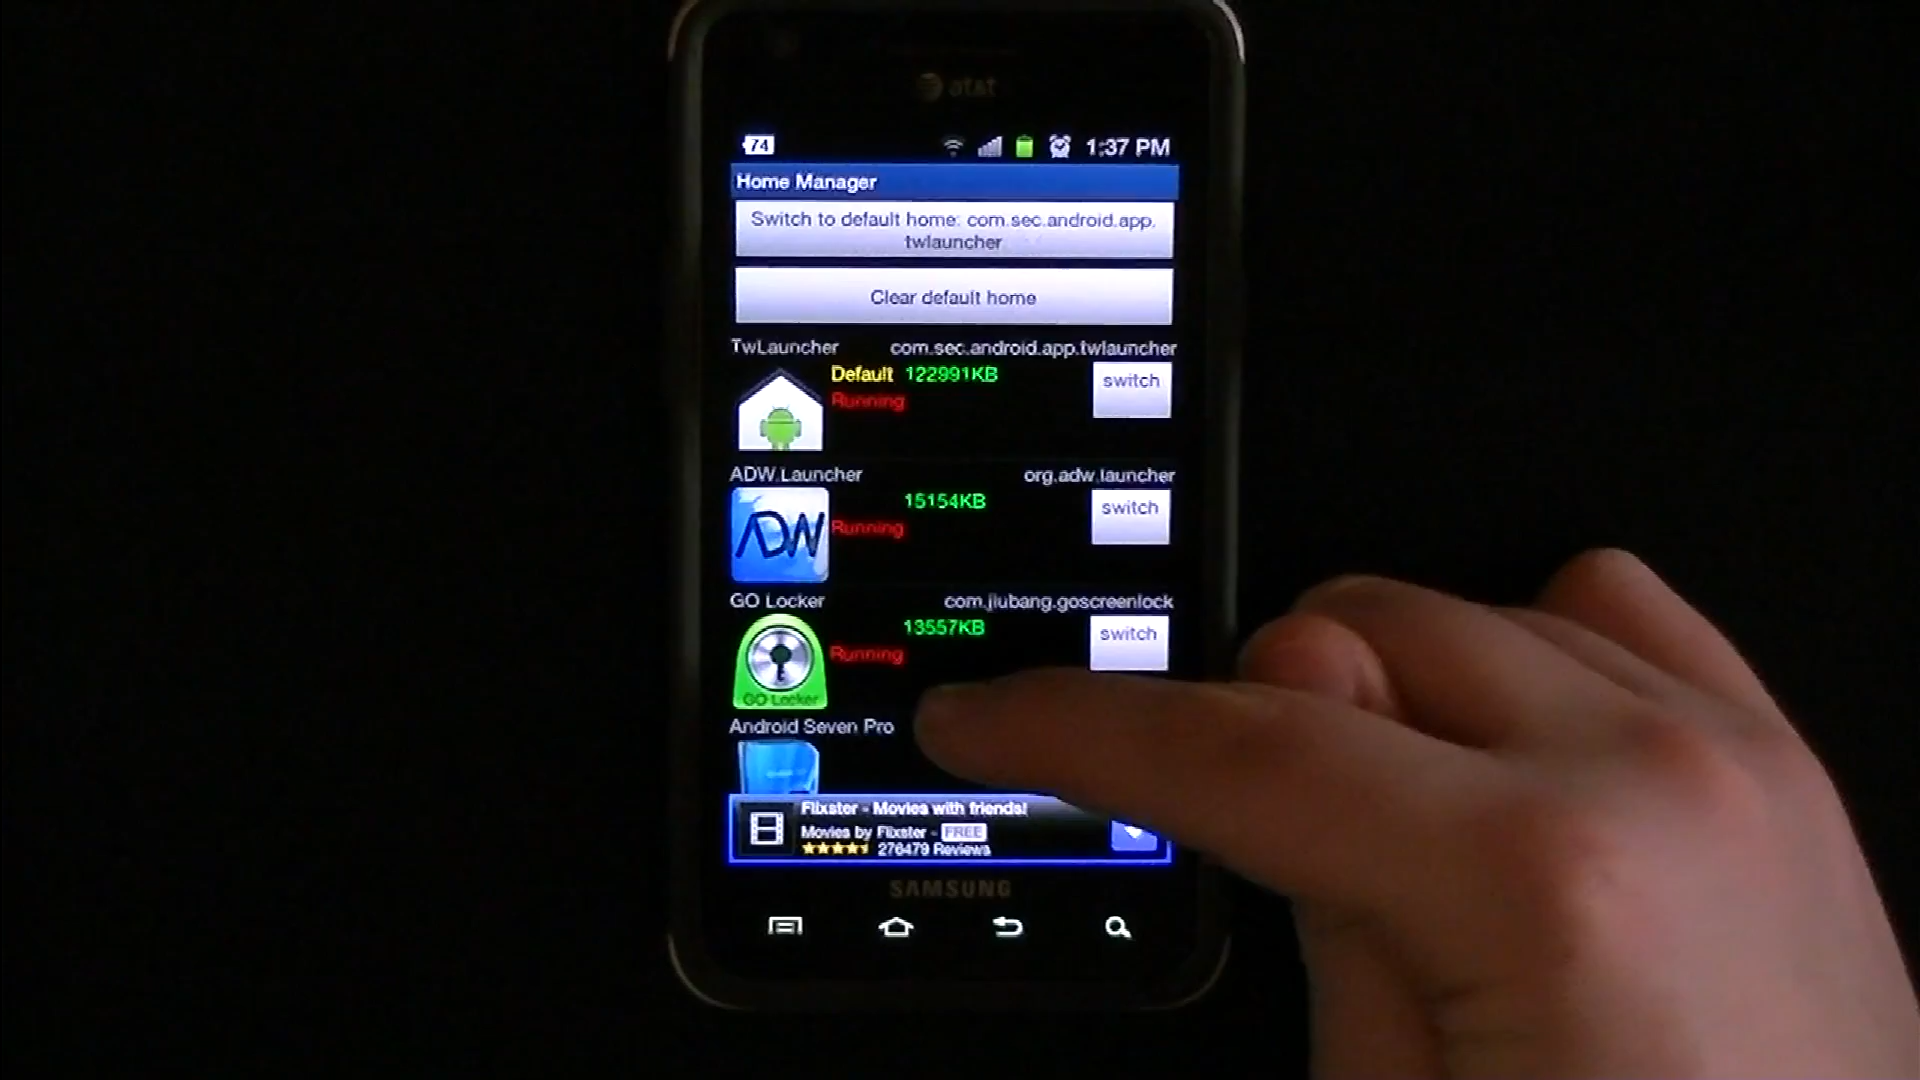 at&t
74
1:37 PM
Home Manager
Switch to default home: com.sec.android.app.
twlauncher
Clear default home
TwLauncher com.sec.android.app.twlauncher
Default 122991KB
switch
Running
ADW.Launcher org.adw.launcher
15154KB
switch
Running
ADW
GO Locker com.jiubang.goscreenlock
13557KB
switch
Running
GO Locker
Android Seven Pro
Flixster - Movies with friends!
Movies by Flixster - FREE
276479 Reviews
SAMSUNG